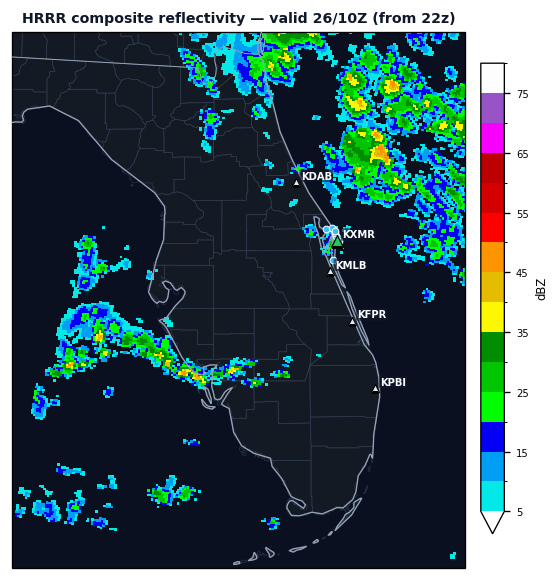 HRRR composite reflectivity — valid 26/10Z (from 22z)
75
65
55
45
35
25
15
5
dBZ
KDAB
KXMR
KMLB
KFPR
KPBI